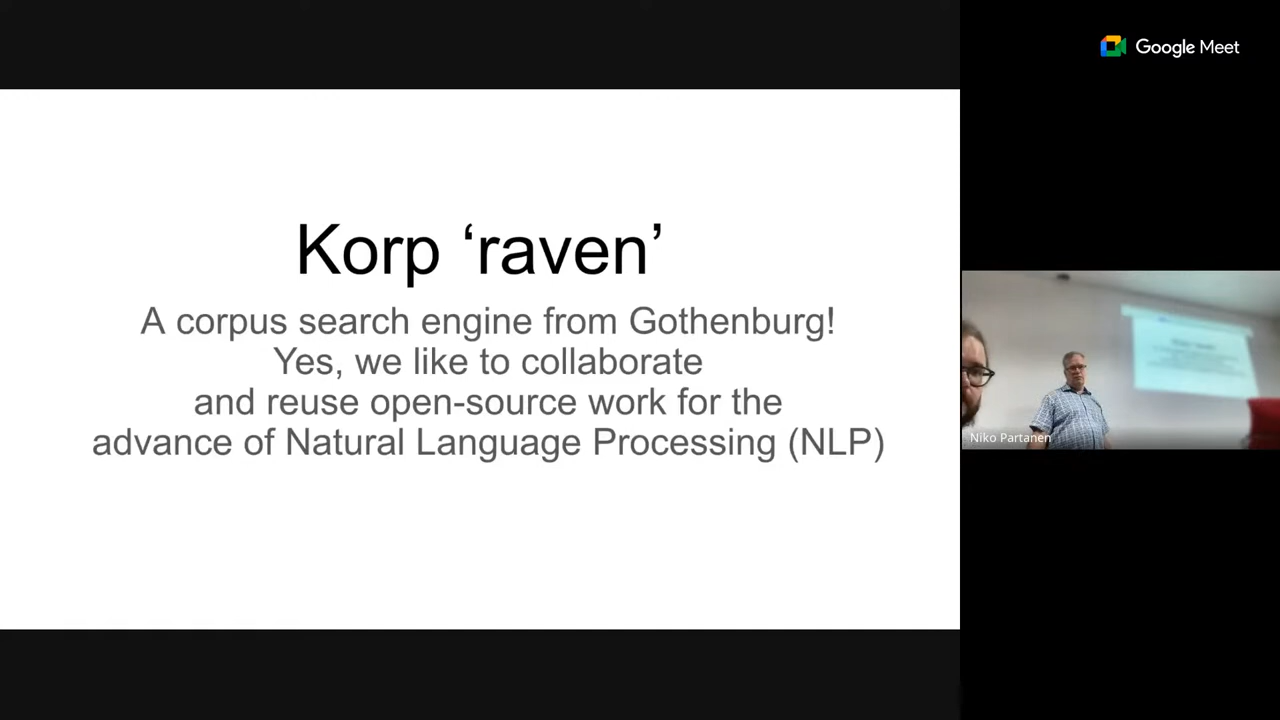 Google Meet
Korp ‘raven’
A corpus search engine from Gothenburg!
Yes, we like to collaborate
and reuse open-source work for the
advance of Natural Language Processing (NLP)
Niko Partanen